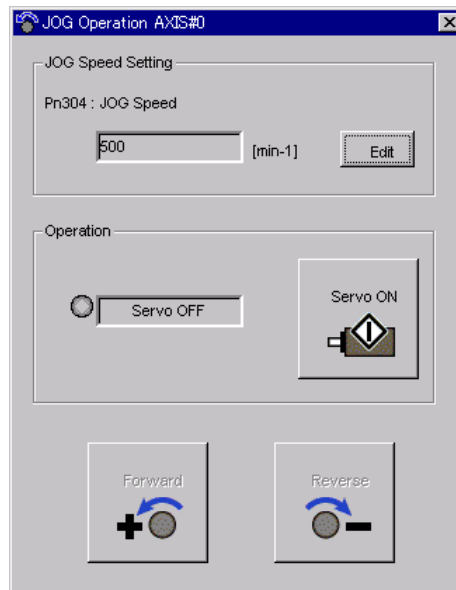 JOG Operation AXIS#0
JOG Speed Setting
Pn304 : JOG Speed
500 [min-1] Edit
Operation
Servo OFF
Servo ON
Forward Reverse